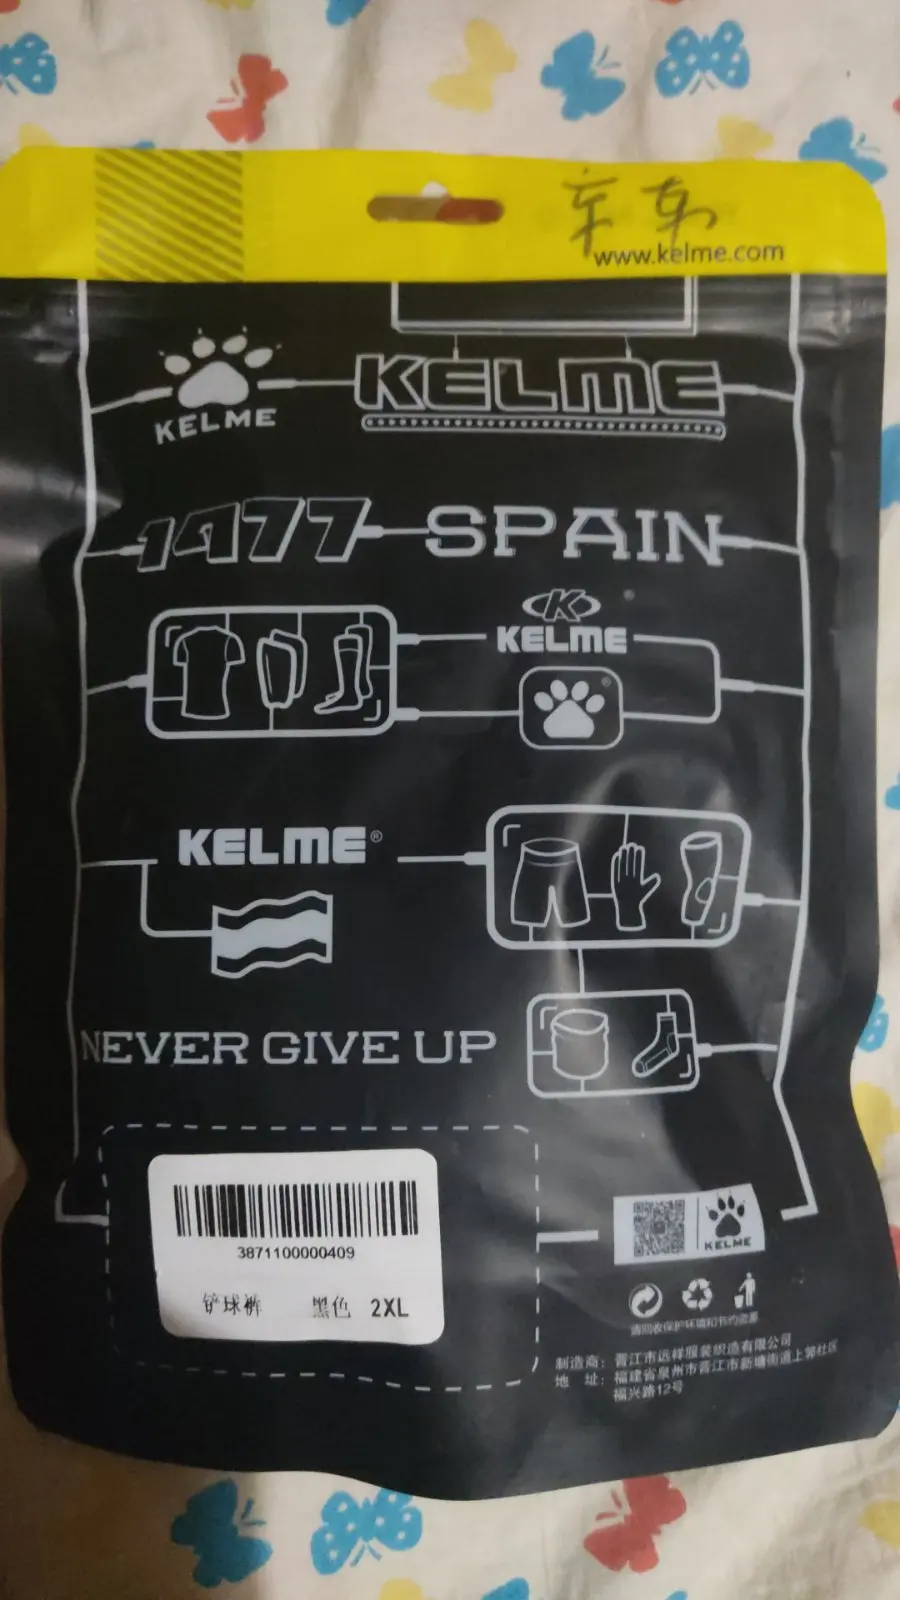 www.kelme.com
KELME
KELME
1977 SPAIN
K
KELME
KELME®
NEVER GIVE UP
3871100000409
铲球裤 黑色 2XL
KELME
请回收保护环境和节约资源
制造商：晋江市远祥服装织造有限公司
地 址：福建省泉州市晋江市新塘街道上郭社区
福兴路12号